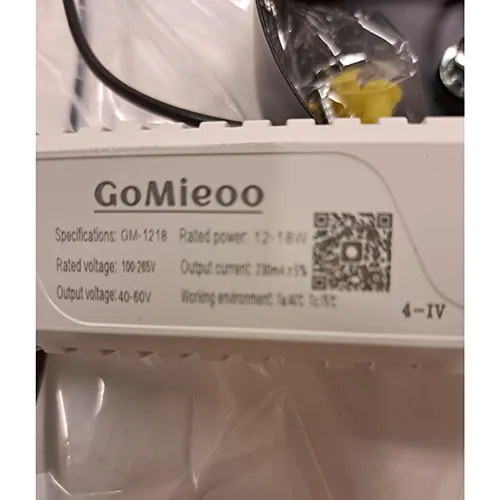 GoMieoo
Specifications: GM-1218 Rated power: 12-18W
Rated voltage: 100-265V Output current: ±5%
Output voltage: 40-60V Working environment:
4-IV